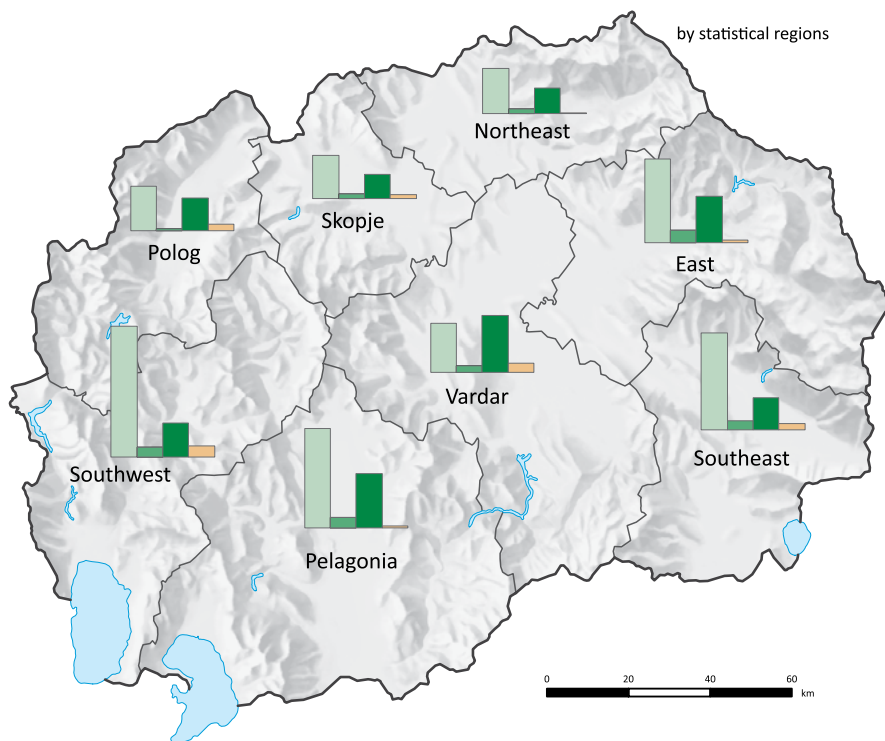 by statistical regions
Northeast
Skopje
Polog
East
Vardar
Southeast
Southwest
Pelagonia
0 20 40 60
km